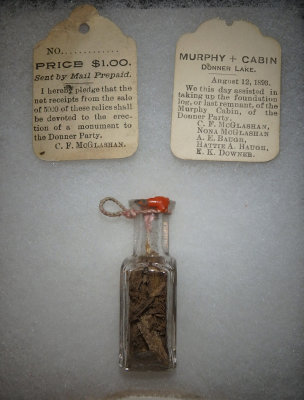 NO..............
PRICE $1.00.
Sent by Mail Prepaid.
I hereby pledge that the
net receipts from the sale
of 5000 of these relics shall
be devoted to the erec-
tion of a monument to
the Donner Party.
C. F. McGLASHAN.
MURPHY + CABIN
DONNER LAKE.
August 12, 1893.
We this day assisted in
taking up the foundation
log, or last remnant, of the
Murphy Cabin, of the
Donner Party.
C. F. McGLASHAN,
NONA McGLASHAN
A. E. BAUGH,
HATTIE A. BAUGH,
E. K. DOWNER.